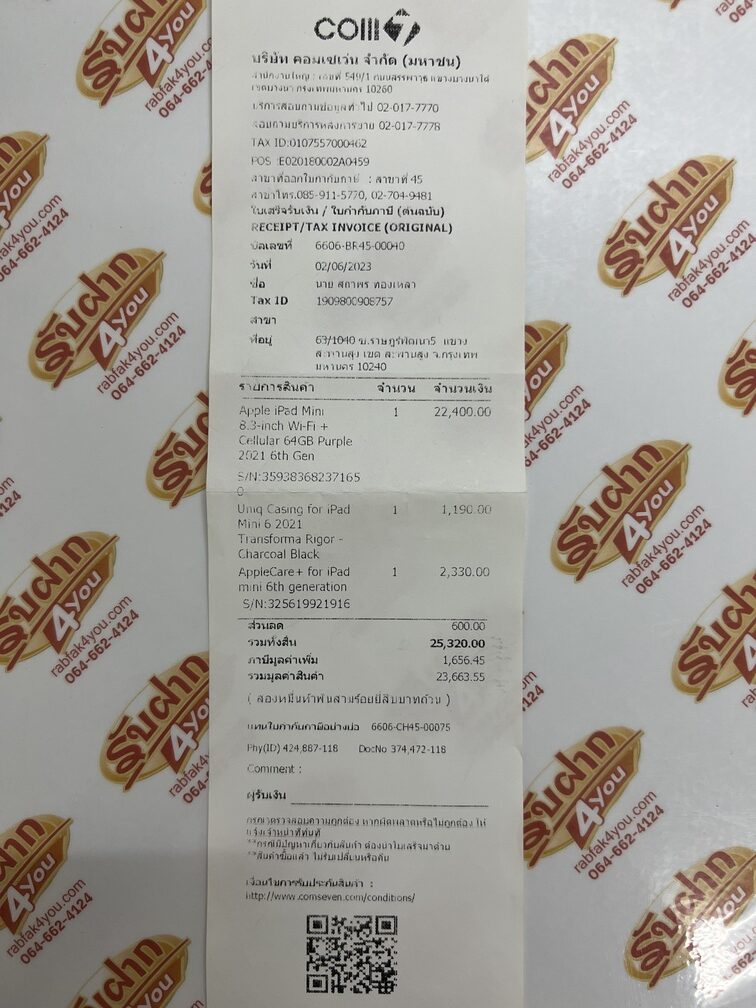 COM7
บริษัท คอมเซเว่น จำกัด (มหาชน)
สำนักงานใหญ่ : เลขที่ 549/1 ถนนสรรพาวุธ แขวงบางนาใต้
เขตบางนา กรุงเทพมหานคร 10260
บริการสอบถามข้อมูลทั่วไป 02-017-7770
สอบถามบริการหลังการขาย 02-017-7778
TAX ID:0107557000462
POS :E020180002A0459
สาขาที่ออกใบกำกับภาษี : สาขาที่ 45
สาขาโทร.085-911-5770, 02-704-9481
ใบเสร็จรับเงิน / ใบกำกับภาษี (ต้นฉบับ)
RECEIPT/TAX INVOICE (ORIGINAL)
บิลเลขที่ 6606-BR45-00040
วันที่ 02/06/2023
ชื่อ นาย สถาพร ทองเหลา
Tax ID 1909800908757
สาขา
ที่อยู่ 63/1040 ซ.ราษฎร์พัฒนา5 แขวง
สะพานสูง เขต สะพานสูง จ.กรุงเทพ
มหานคร 10240
รายการสินค้า จำนวน จำนวนเงิน
Apple iPad Mini 1 22,400.00
8.3-inch Wi-Fi +
Cellular 64GB Purple
2021 6th Gen
S/N:35938368237165
0
Uniq Casing for iPad 1 1,190.00
Mini 6 2021
Transforma Rigor -
Charcoal Black
AppleCare+ for iPad 1 2,330.00
mini 6th generation
S/N:325619921916
ส่วนลด 600.00
รวมทั้งสิ้น 25,320.00
ภาษีมูลค่าเพิ่ม 1,656.45
รวมมูลค่าสินค้า 23,663.55
( สองหมื่นห้าพันสามร้อยยี่สิบบาทถ้วน )
แทนใบกำกับภาษีอย่างย่อ 6606-CH45-00075
Phy(ID) 424,887-118 DocNo 374,472-118
Comment :
ผู้รับเงิน
กรุณาตรวจสอบความถูกต้อง หากผิดพลาดหรือไม่ถูกต้อง ให้
แจ้งเจ้าหน้าที่ทันที
**กรณีมีปัญหาเกี่ยวกับสินค้า ต้องนำใบเสร็จมาด้วย
**สินค้าซื้อแล้ว ไม่รับเปลี่ยนหรือคืน
เงื่อนไขการรับประกันสินค้า :
http://www.comseven.com/conditions/
รับฝาก
4you
rabfak4you.com
064-662-4124